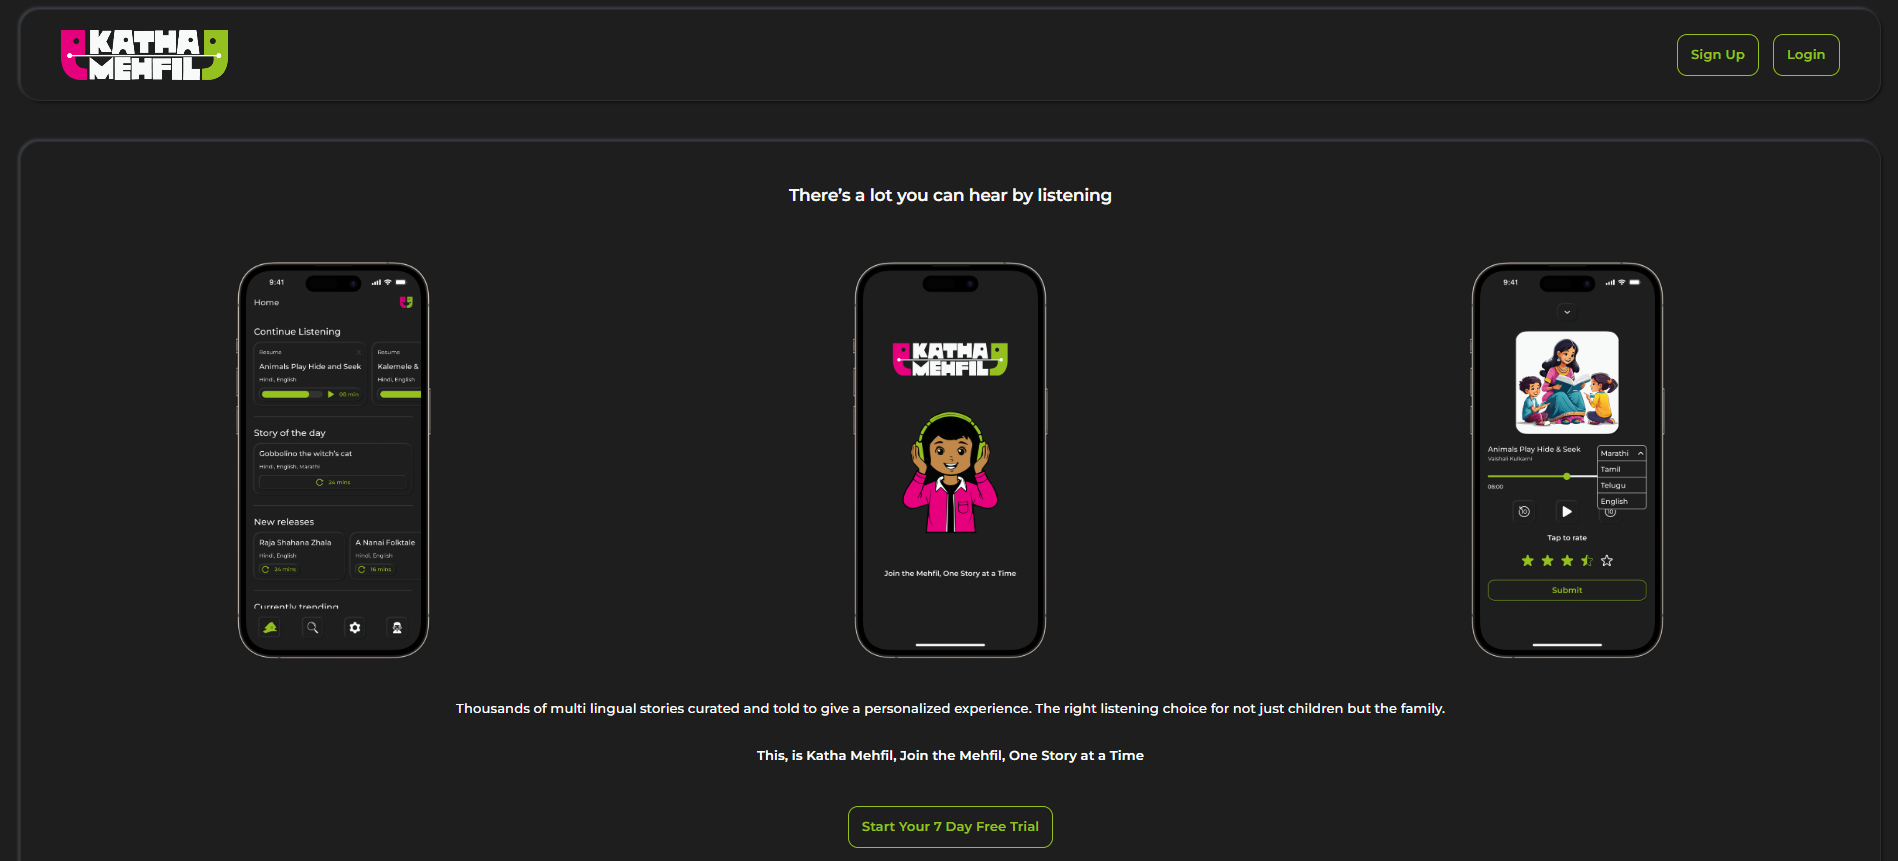 KATHA
MEHFIL
Sign Up
Login
There's a lot you can hear by listening
9:41
Home
Continue Listening
Resume
Animals Play Hide and Seek
Hindi, English
06 min
Resume
Kalemele &
Hindi, English
Story of the day
Gobbolino the witch's cat
Hindi, English, Marathi
24 mins
New releases
Raja Shahana Zhala
Hindi, English
24 mins
A Nanai Folktale
Hindi, English
16 mins
Currently trending
KATHA
MEHFIL
Join the Mehfil, One Story at a Time
9:41
Animals Play Hide & Seek
Vaishali Kulkarni
Marathi
Tamil
Telugu
English
06:00
10
10
Tap to rate
Submit
Thousands of multi lingual stories curated and told to give a personalized experience. The right listening choice for not just children but the family.
This, is Katha Mehfil, Join the Mehfil, One Story at a Time
Start Your 7 Day Free Trial